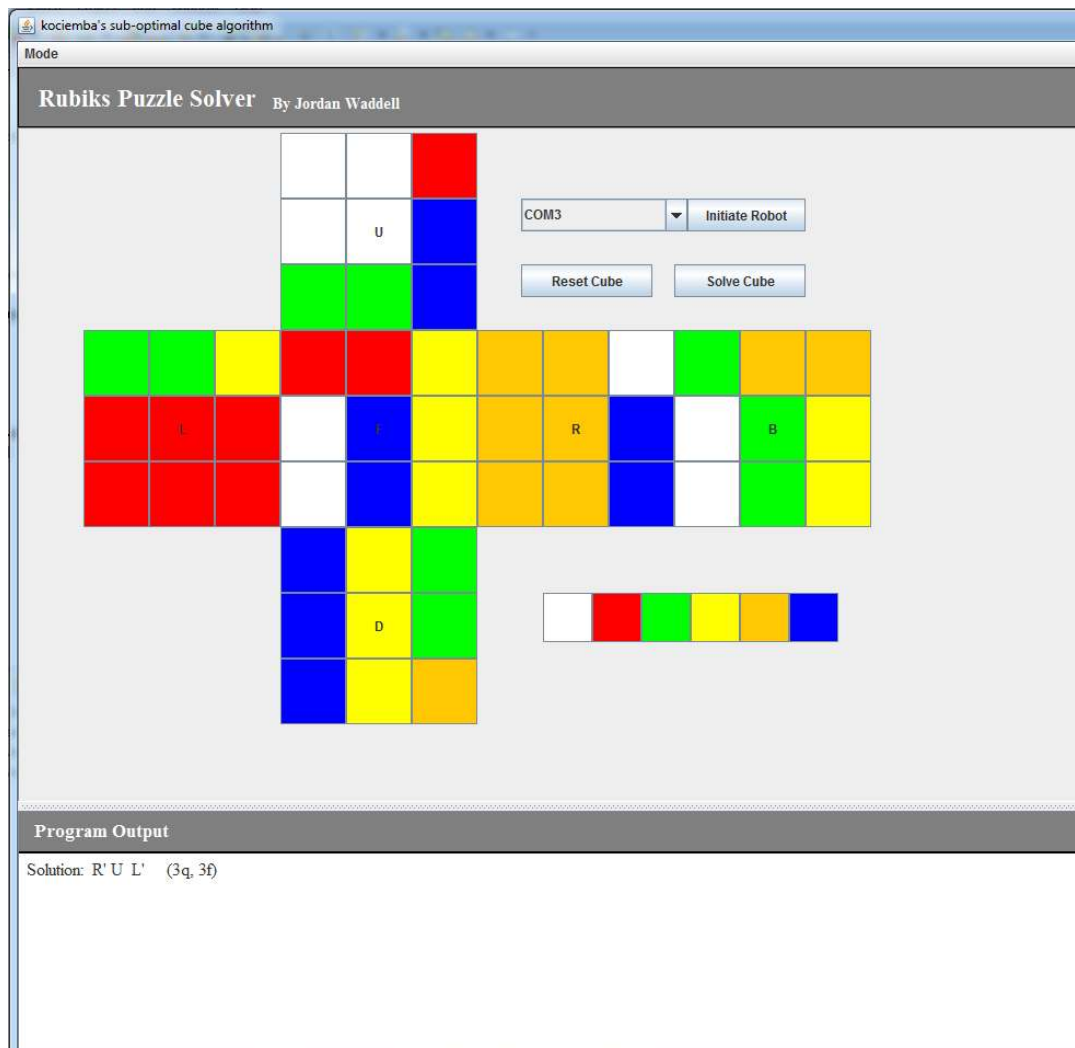 kociemba's sub-optimal cube algorithm
Mode
Rubiks Puzzle Solver By Jordan Waddell
U
COM3 Initiate Robot
Reset Cube Solve Cube
L F R B
D
Program Output
Solution: R' U L' (3q, 3f)